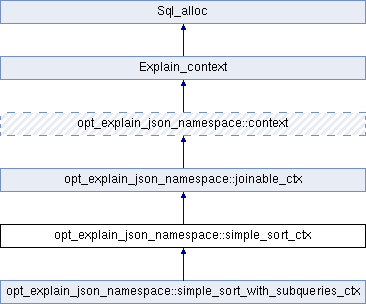 Sql_alloc
Explain_context
opt_explain_json_namespace::context
opt_explain_json_namespace::joinable_ctx
opt_explain_json_namespace::simple_sort_ctx
opt_explain_json_namespace::simple_sort_with_subqueries_ctx